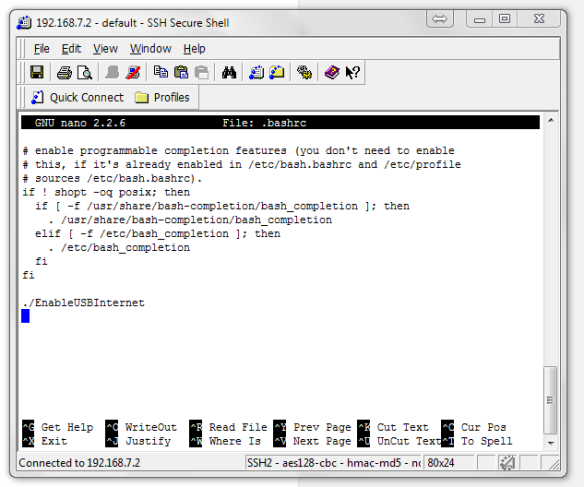 192.168.7.2 - default - SSH Secure Shell
File Edit View Window Help
Quick Connect Profiles
GNU nano 2.2.6 File: .bashrc
# enable programmable completion features (you don't need to enable
# this, if it's already enabled in /etc/bash.bashrc and /etc/profile
# sources /etc/bash.bashrc).
if ! shopt -oq posix; then
if [ -f /usr/share/bash-completion/bash_completion ]; then
. /usr/share/bash-completion/bash_completion
elif [ -f /etc/bash_completion ]; then
. /etc/bash_completion
fi
fi
./EnableUSBInternet
^G Get Help ^O WriteOut ^R Read File ^Y Prev Page ^K Cut Text ^C Cur Pos
^X Exit ^J Justify ^W Where Is ^V Next Page ^U UnCut Text ^T To Spell
Connected to 192.168.7.2 SSH2 - aes128-cbc - hmac-md5 - nc 80x24